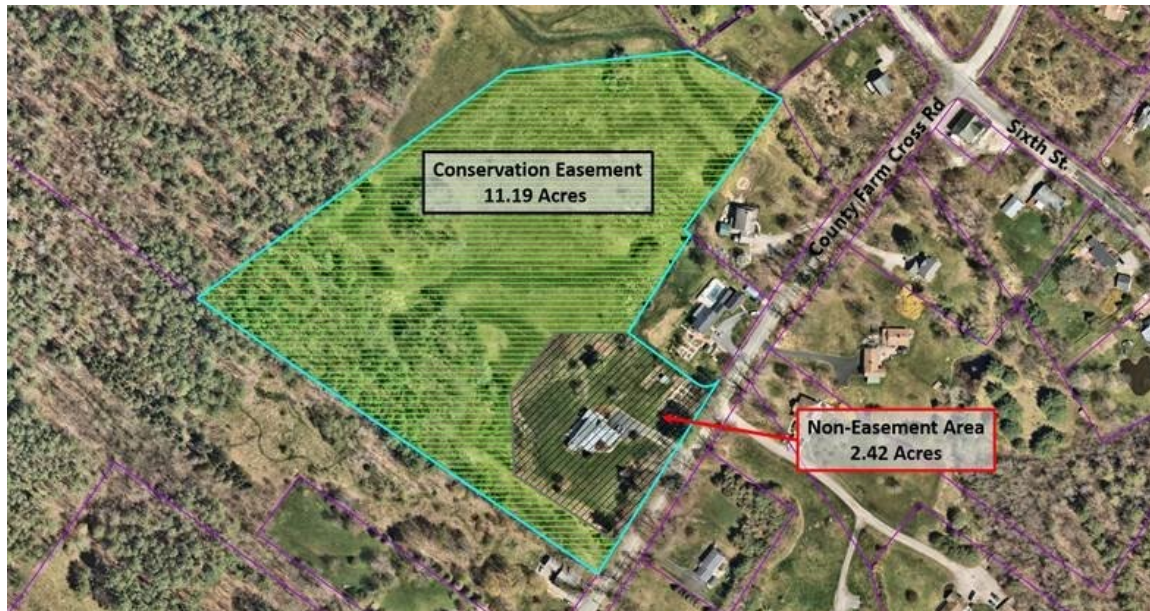 Conservation Easement
11.19 Acres
County Farm Cross Rd
Sixth St.
Non-Easement Area
2.42 Acres